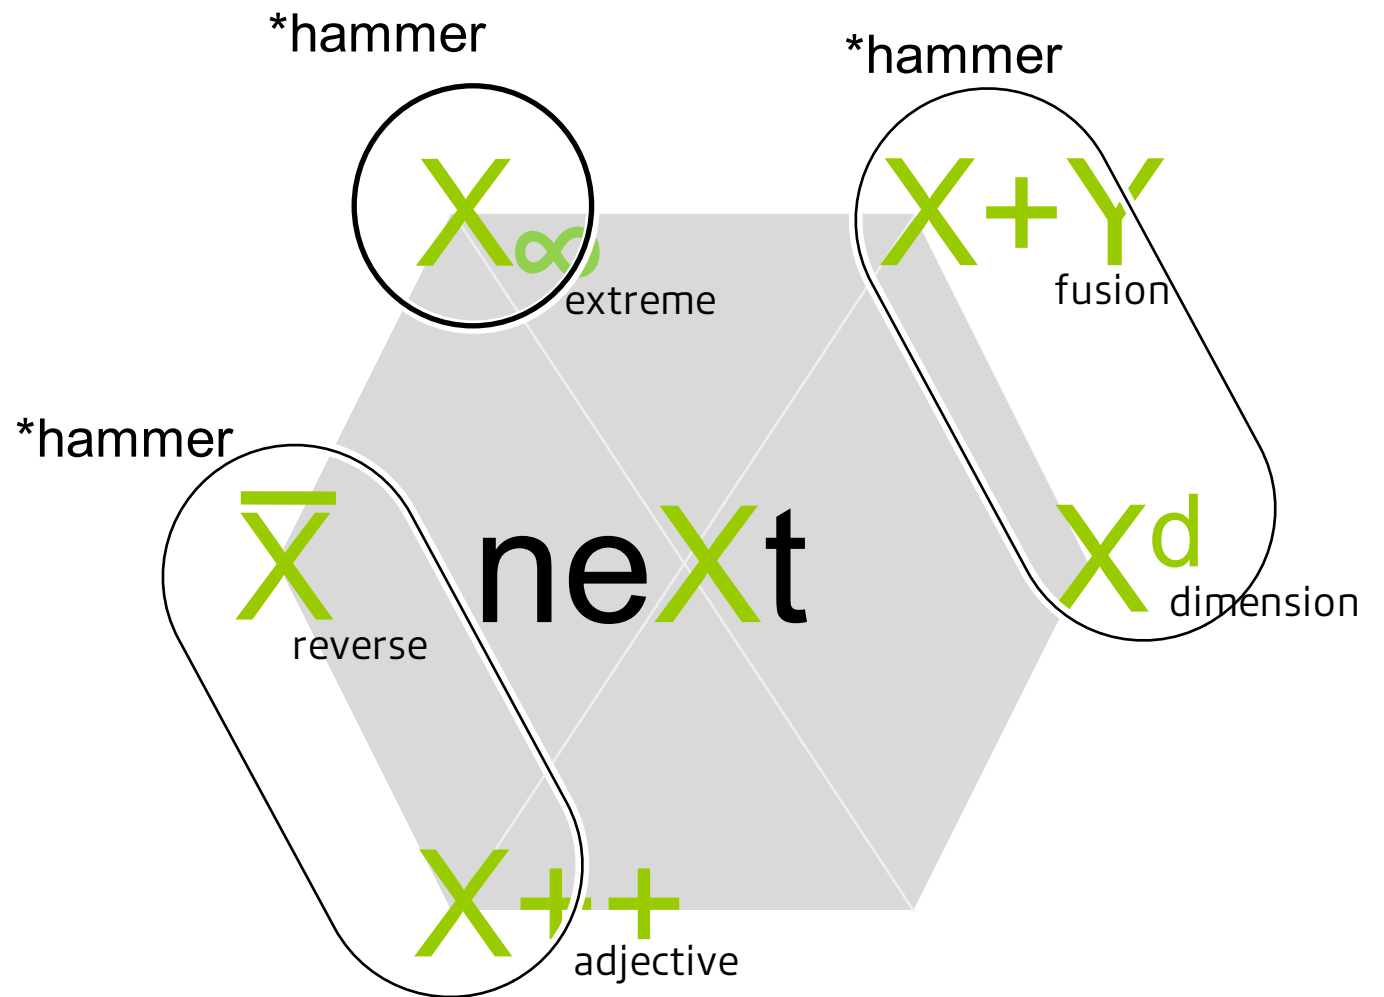 *hammer
*hammer
X∞
extreme
X+Y
fusion
*hammer
X̅
reverse
neXt
Xᵈ
dimension
X++
adjective